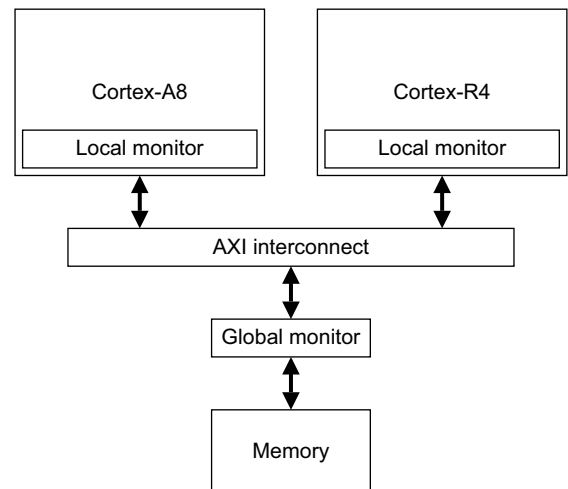 Cortex-A8
Cortex-R4
Local monitor
Local monitor
AXI interconnect
Global monitor
Memory